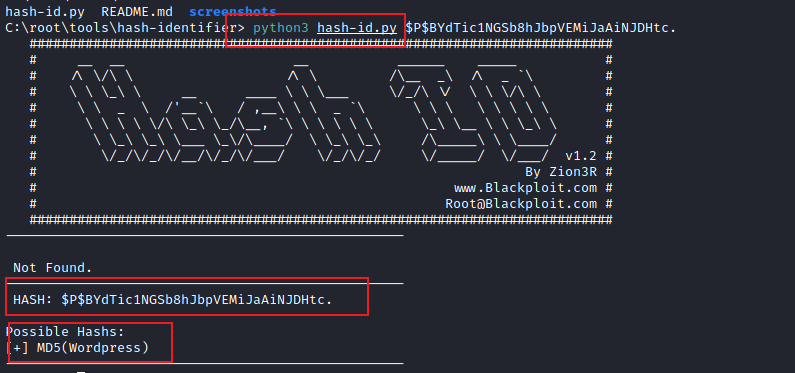 hash-id.py  README.md  screenshots
C:\root\tools\hash-identifier> python3 hash-id.py $P$BYdTic1NGSb8hJbpVEMiJaAiNJDHtc.
v1.2
By Zion3R
www.Blackploit.com
Root@Blackploit.com
Not Found.
HASH: $P$BYdTic1NGSb8hJbpVEMiJaAiNJDHtc.
Possible Hashs:
[+] MD5(Wordpress)